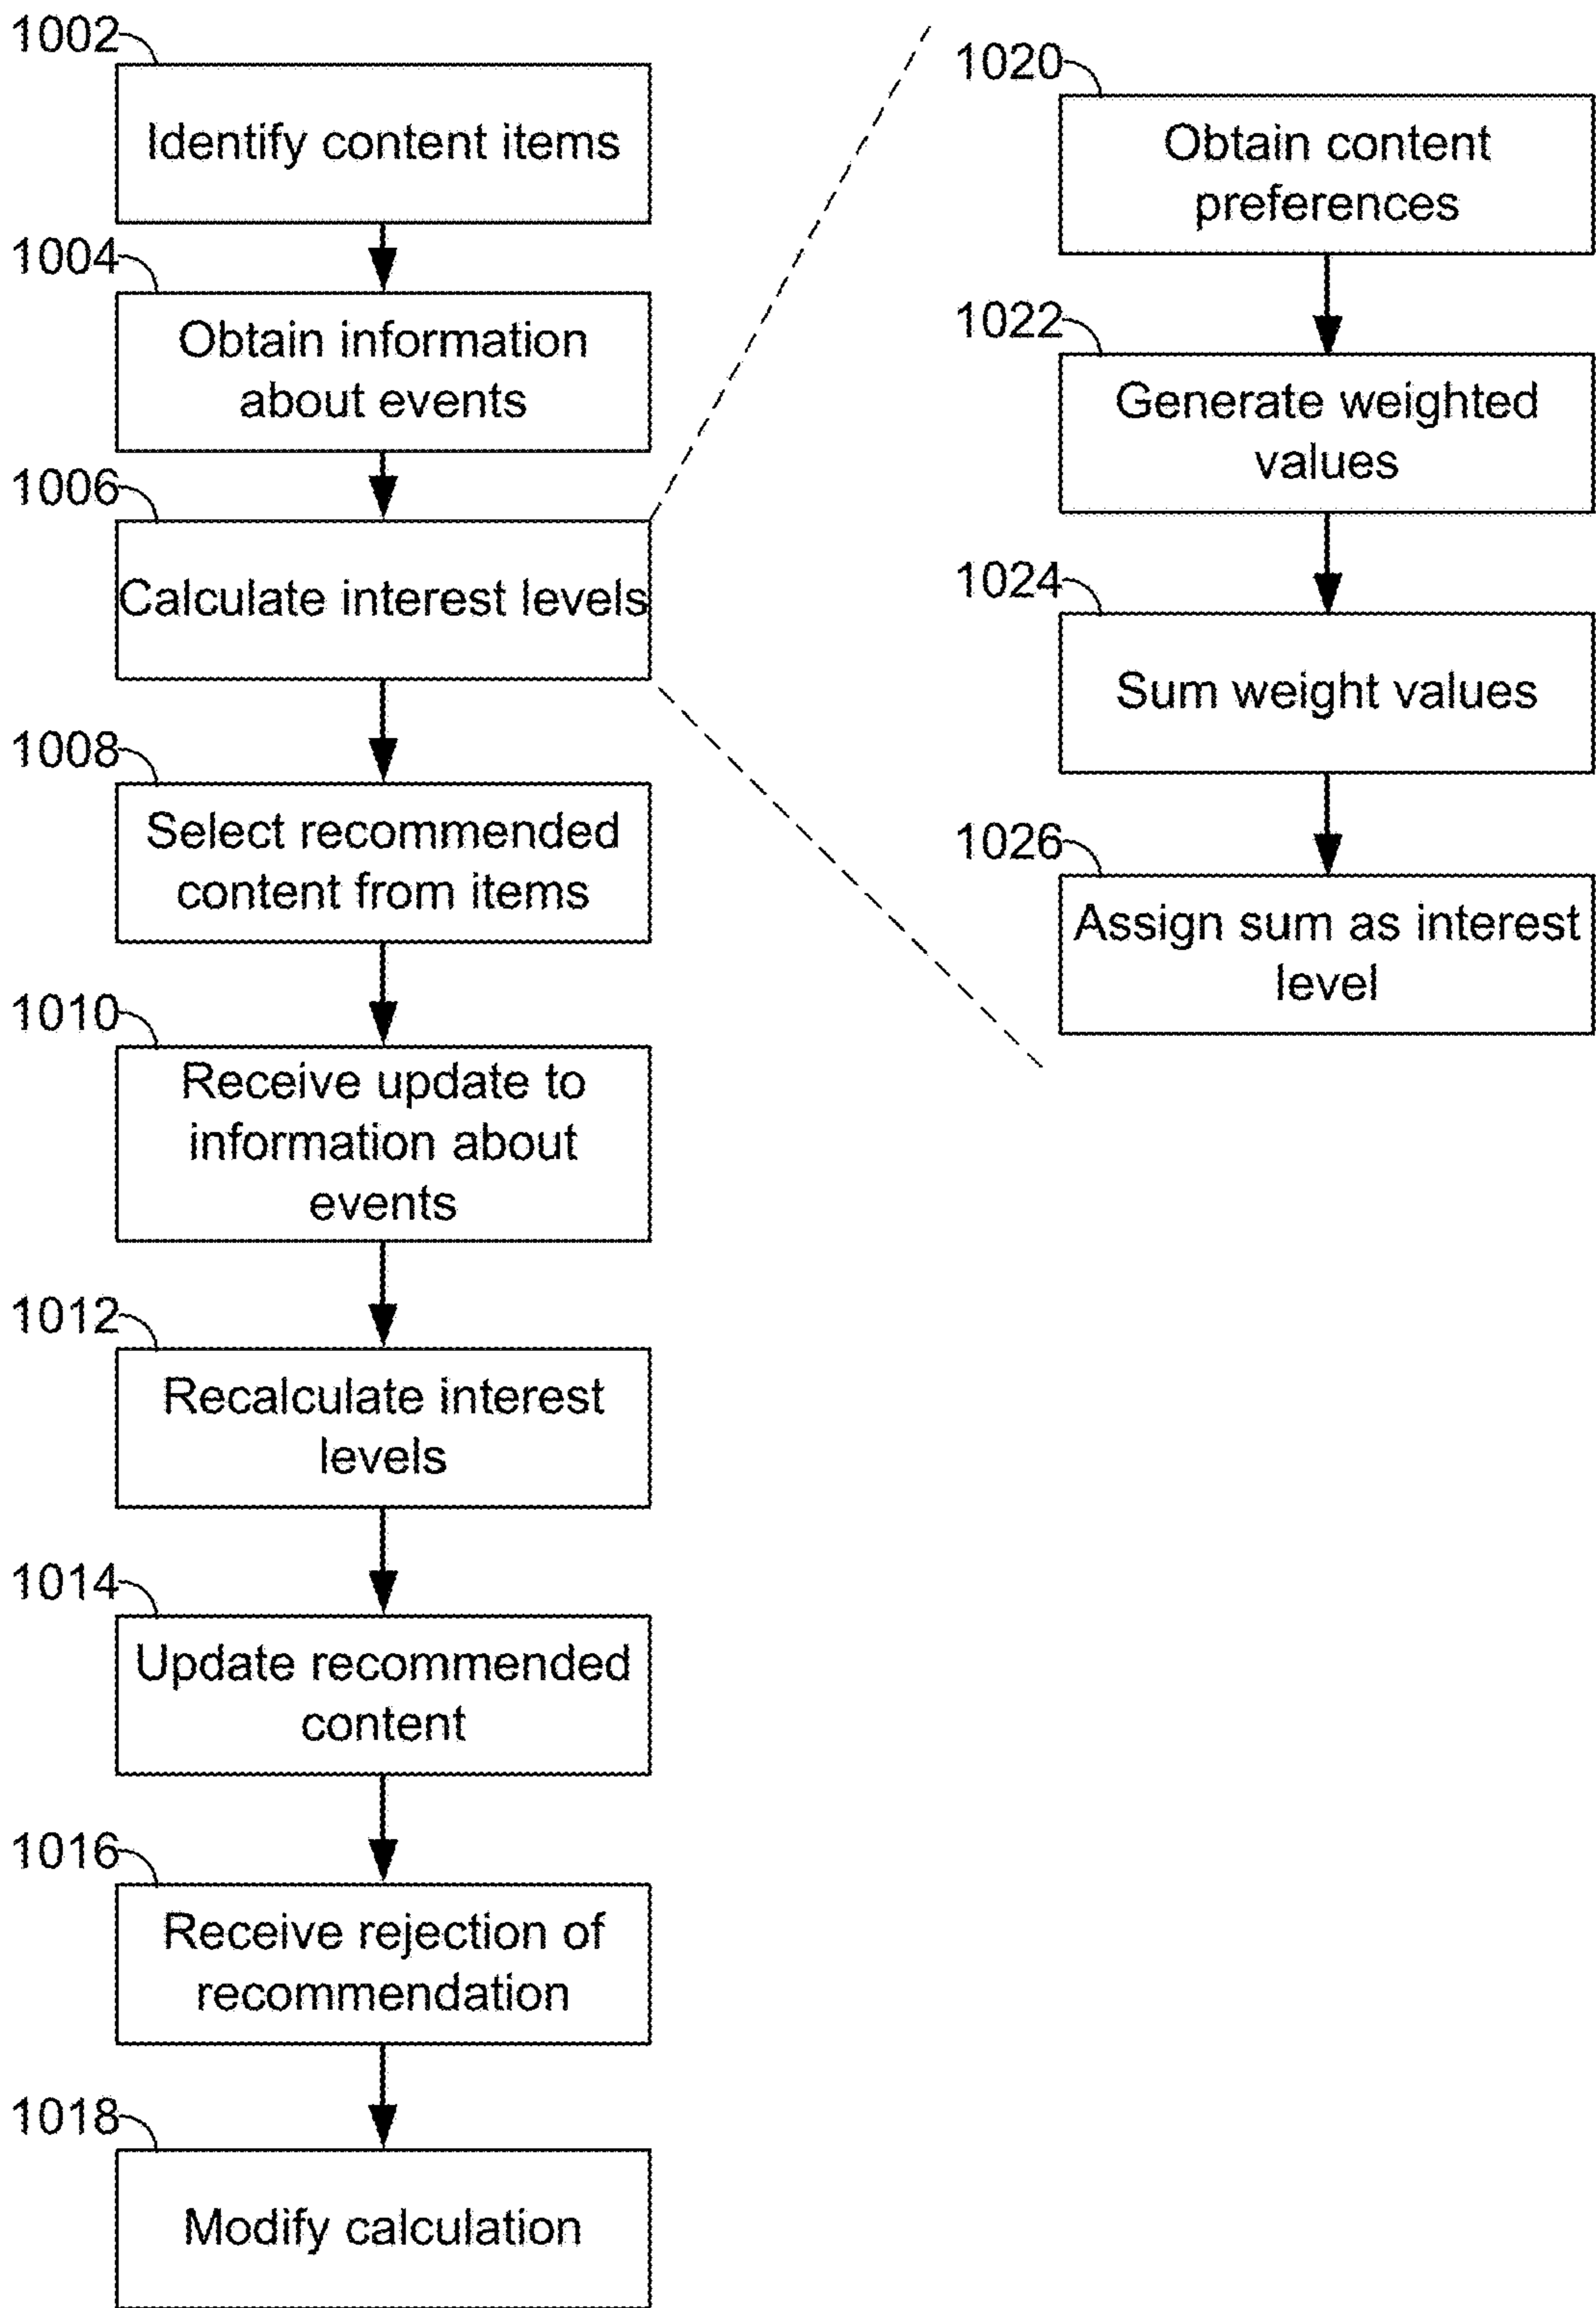 1002
Identify content items
1004
Obtain information
about events
1006
Calculate interest levels
1008
Select recommended
content from items
1010
Receive update to
information about
events
1012
Recalculate interest
levels
1014
Update recommended
content
1016
Receive rejection of
recommendation
1018
Modify calculation
1020
Obtain content
preferences
1022
Generate weighted
values
1024
Sum weight values
1026
Assign sum as interest
level